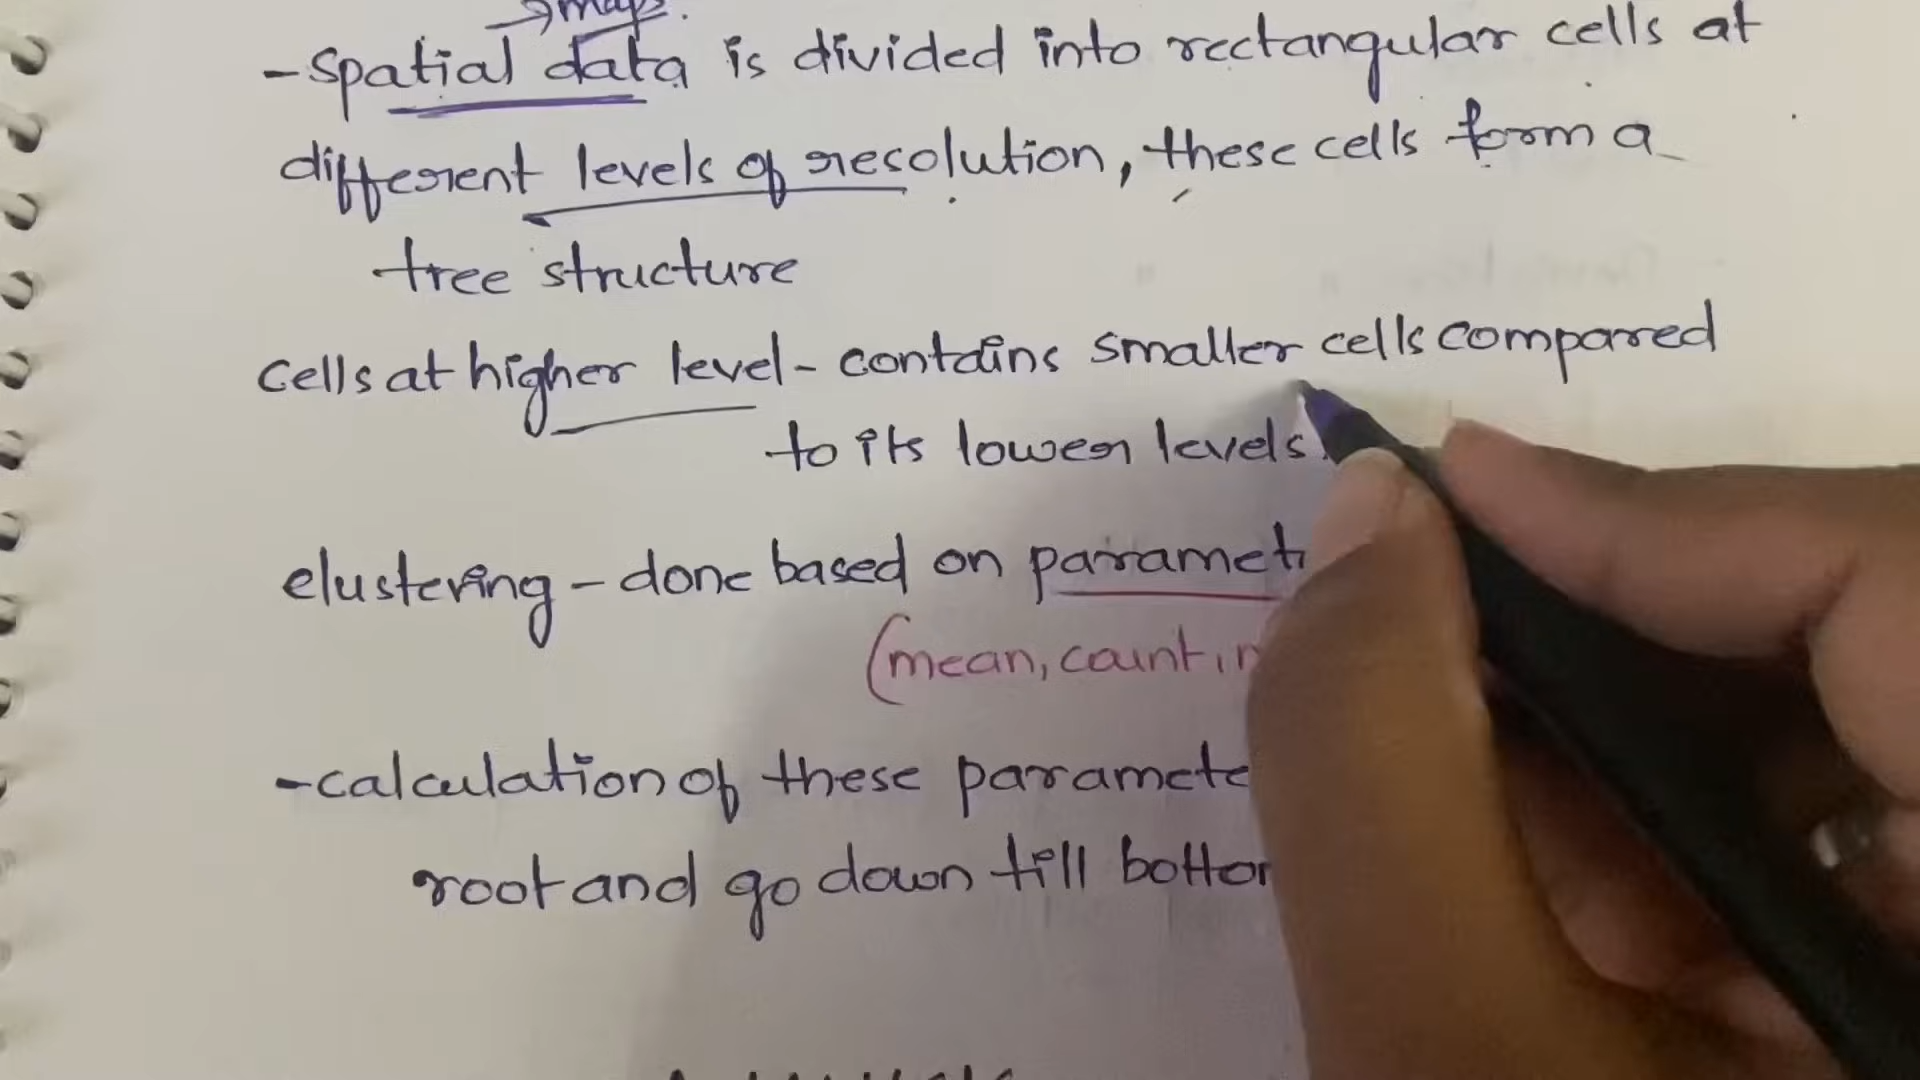 → maps.
- spatial data is divided into rectangular cells at
different levels of resolution, these cells form a
tree structure
cells at higher level - contains smaller cells compared
to its lower levels.
clustering - done based on
(mean, count,
- calculation of these
root and go down till